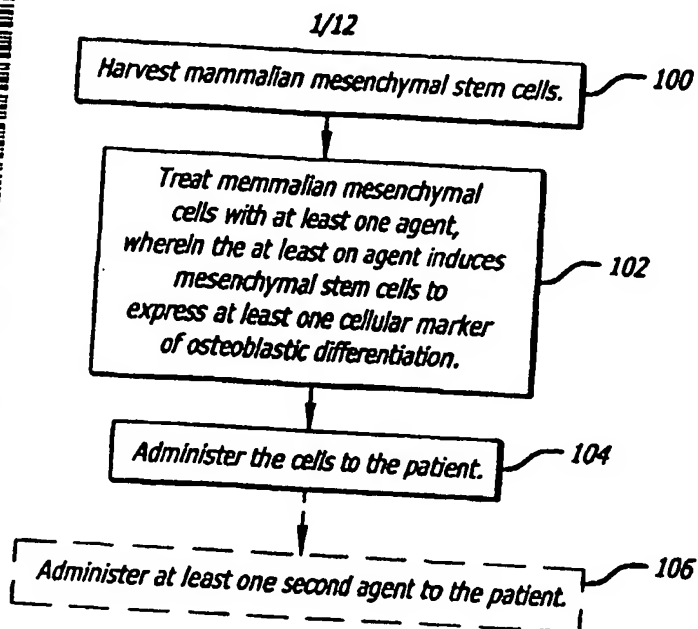 1/12
Harvest mammalian mesenchymal stem cells.
100
Treat memmalian mesenchymal
cells with at least one agent,
wherein the at least on agent induces
mesenchymal stem cells to
express at least one cellular marker
of osteoblastic differentiation.
102
Administer the cells to the patient.
104
Administer at least one second agent to the patient.
106